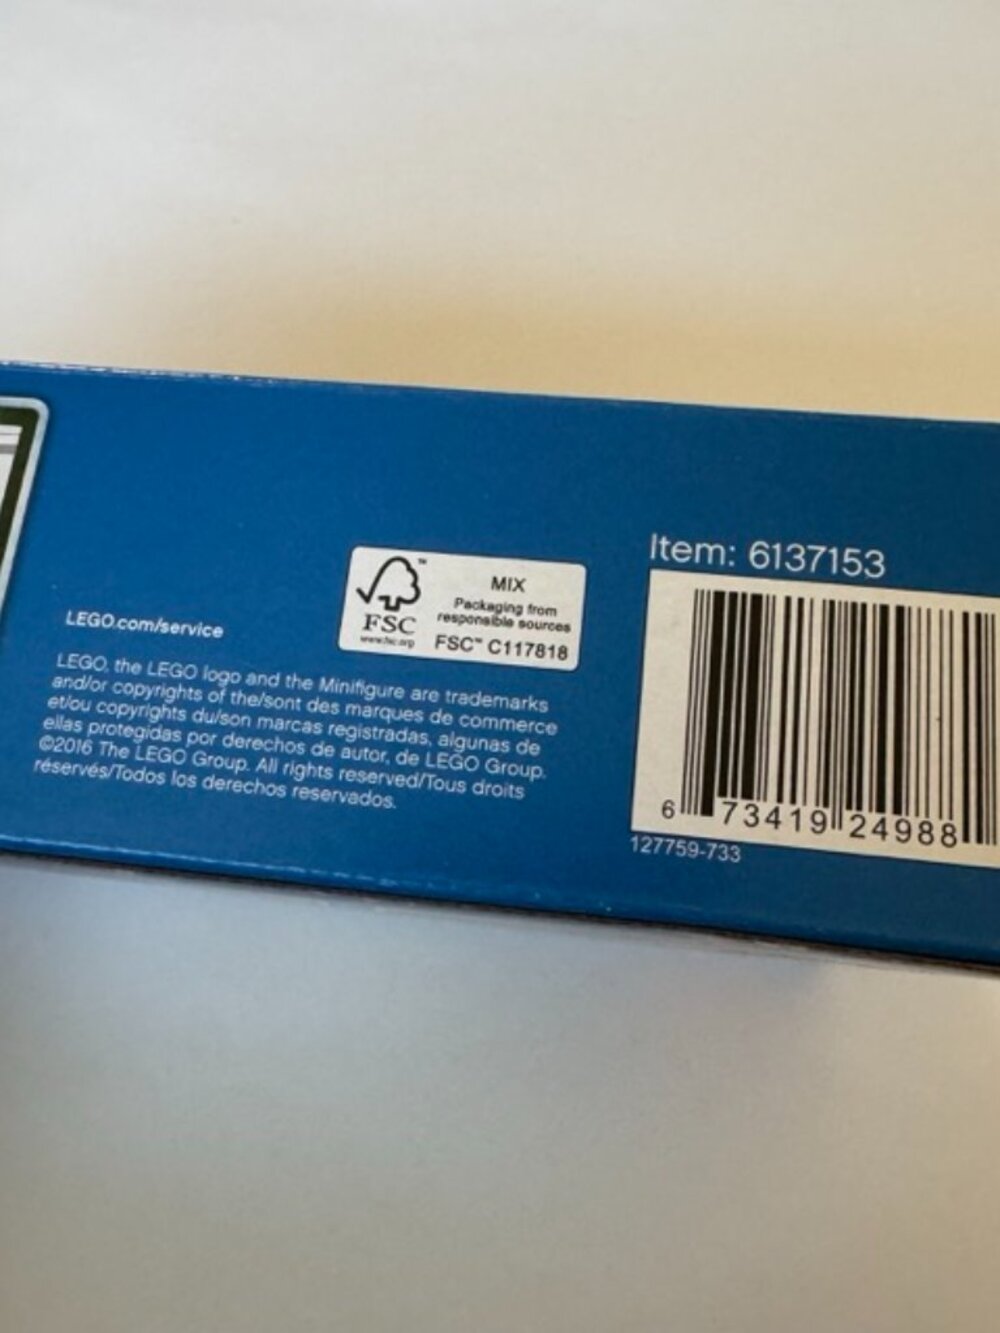 Item: 6137153
MIX
Packaging from
responsible sources
FSC™ C117818
™
FSC
www.fsc.org
LEGO.com/service
LEGO, the LEGO logo and the Minifigure are trademarks
and/or copyrights of the/sont des marques de commerce
et/ou copyrights du/son marcas registradas, algunas de
ellas protegidas por derechos de autor, de LEGO Group.
©2016 The LEGO Group. All rights reserved/Tous droits
réservés/Todos los derechos reservados.
6 73419 24988
127759-733